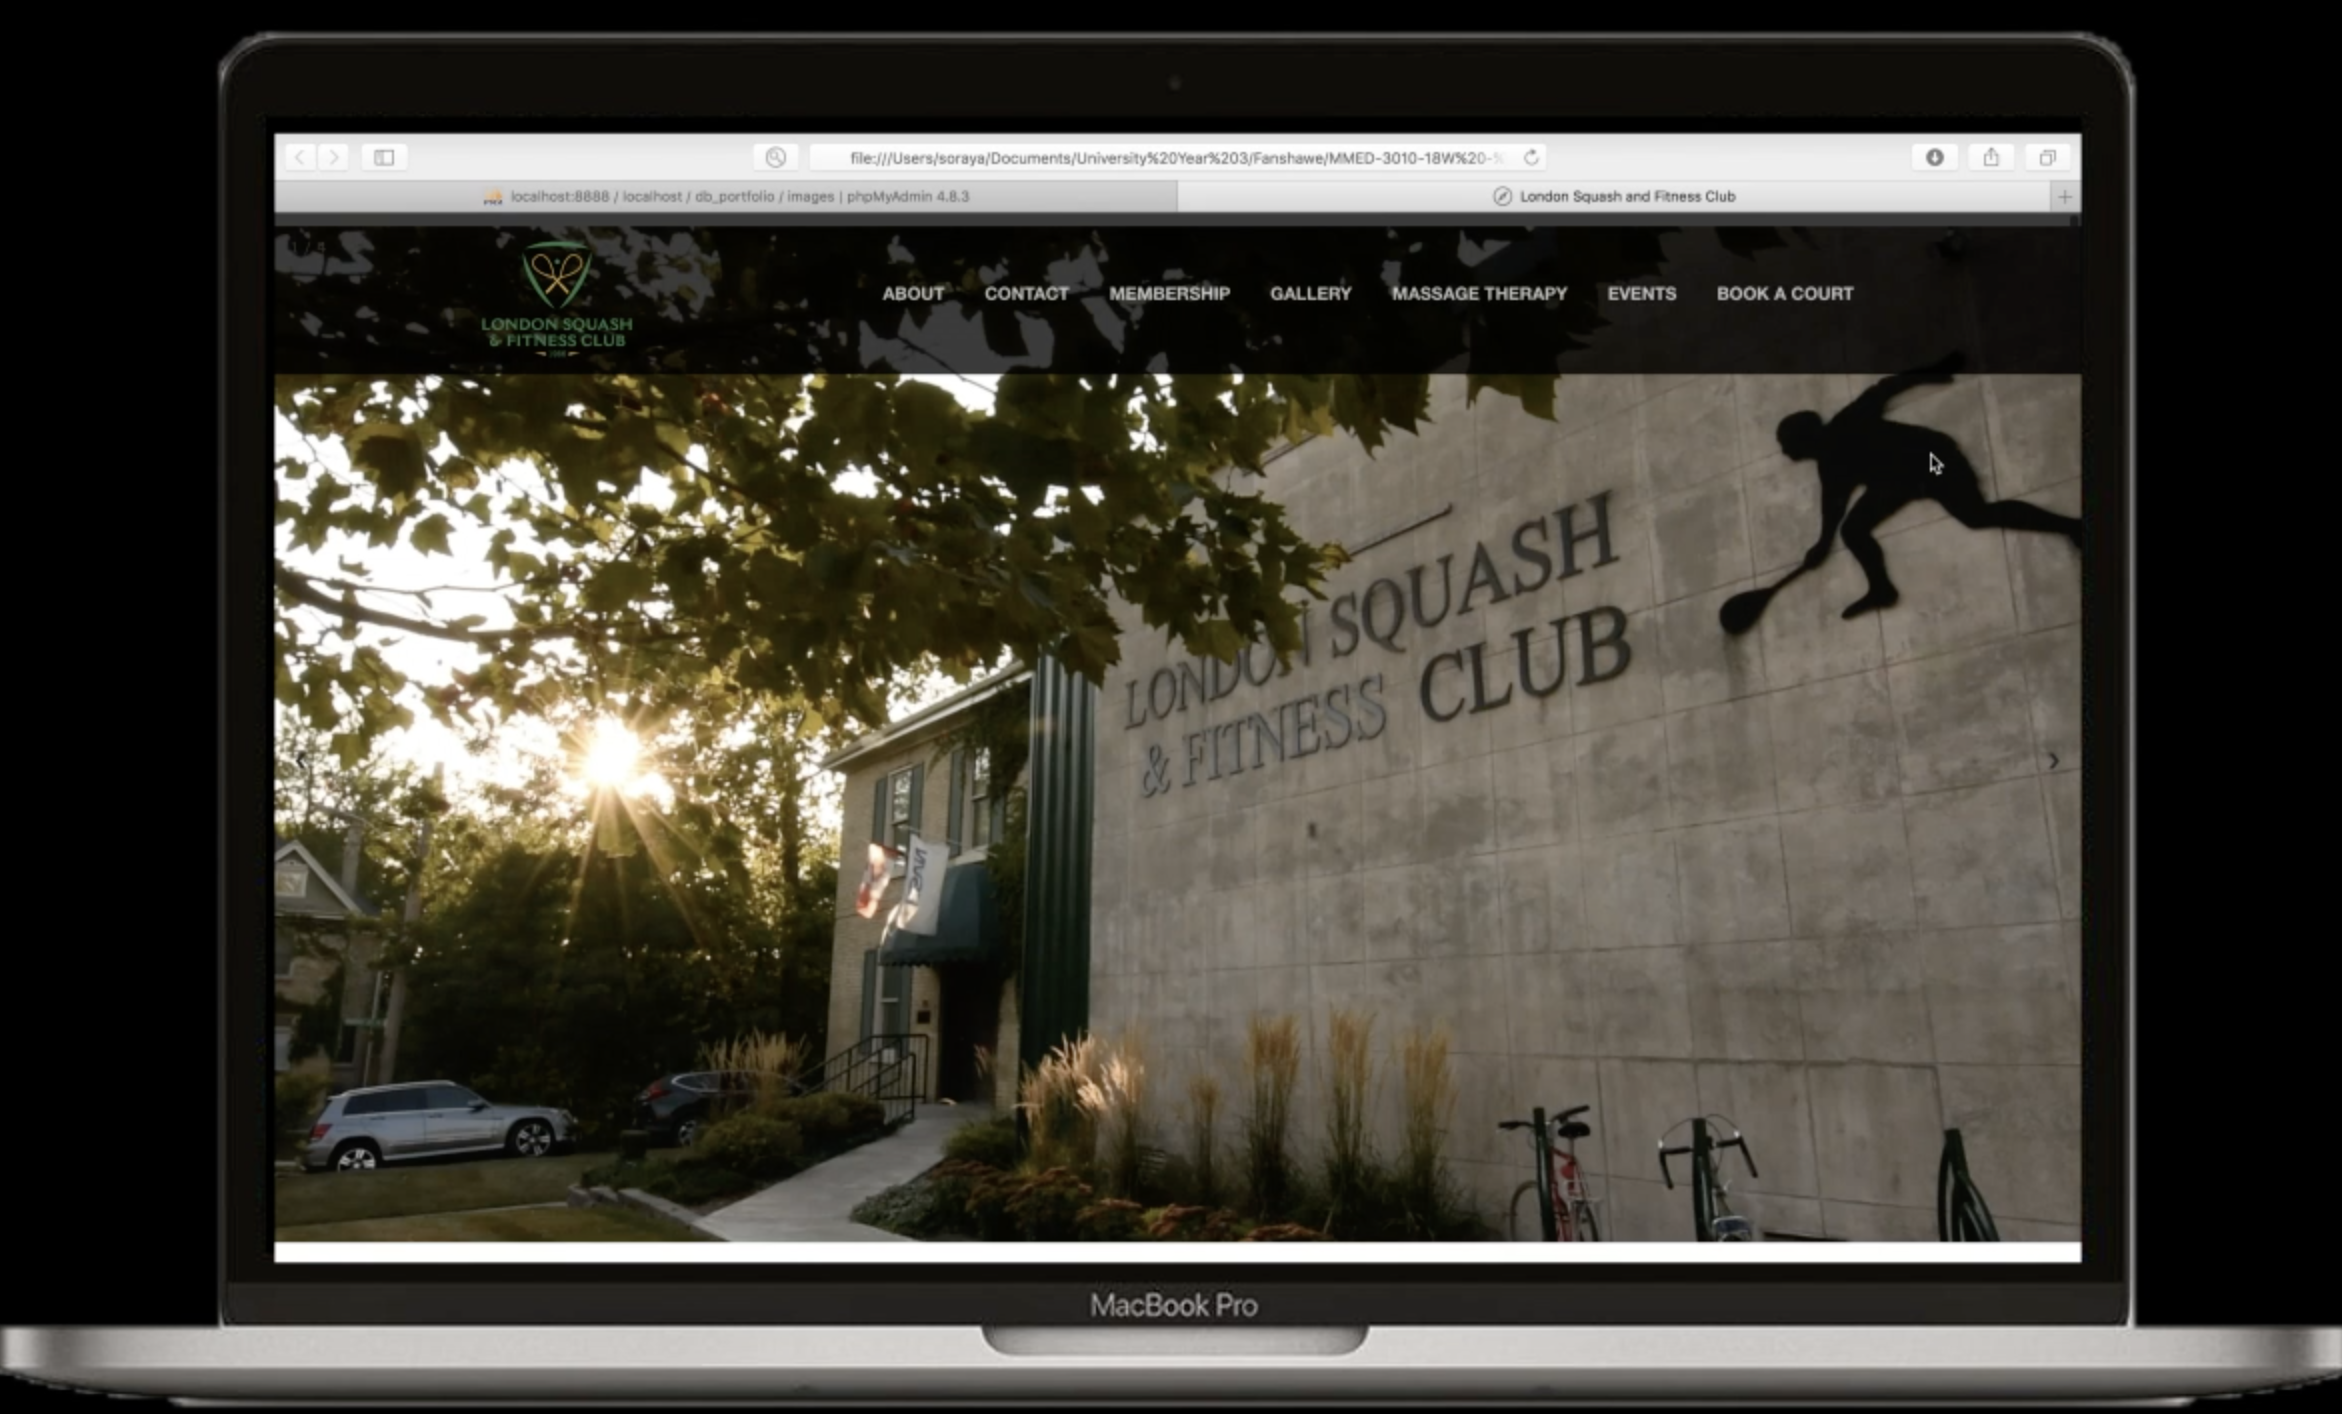 file:///Users/soraya/Documents/University%20Year%203/Fanshawe/MMED-3010-18W%20-%
localhost:8888 / localhost / db_portfolio / images | phpMyAdmin 4.8.3
London Squash and Fitness Club
LONDON SQUASH
& FITNESS CLUB
ABOUT CONTACT MEMBERSHIP GALLERY MASSAGE THERAPY EVENTS BOOK A COURT
LONDON SQUASH
& FITNESS CLUB
MacBook Pro